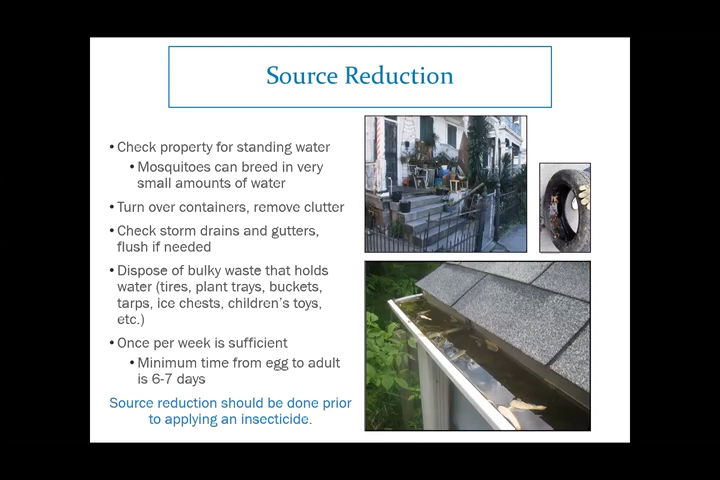 Source Reduction
• Check property for standing water
• Mosquitoes can breed in very
small amounts of water
• Turn over containers, remove clutter
• Check storm drains and gutters,
flush if needed
• Dispose of bulky waste that holds
water (tires, plant trays, buckets,
tarps, ice chests, children's toys,
etc.)
• Once per week is sufficient
• Minimum time from egg to adult
is 6-7 days
Source reduction should be done prior
to applying an insecticide.